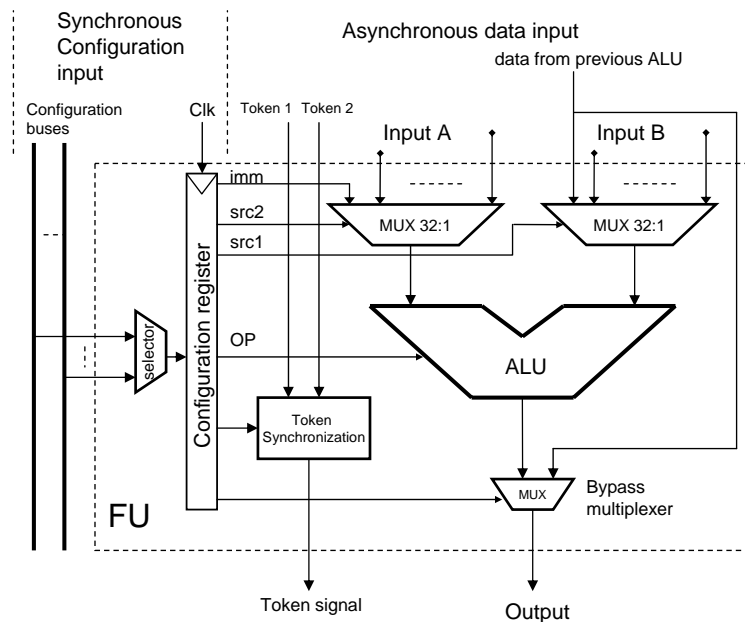 Synchronous
Configuration
input
Asynchronous data input
data from previous ALU
Configuration
buses
Clk
Token 1
Token 2
Input A
Input B
imm
src2
src1
MUX 32:1
MUX 32:1
Configuration register
selector
OP
ALU
Token
Synchronization
MUX
Bypass
multiplexer
FU
Token signal
Output